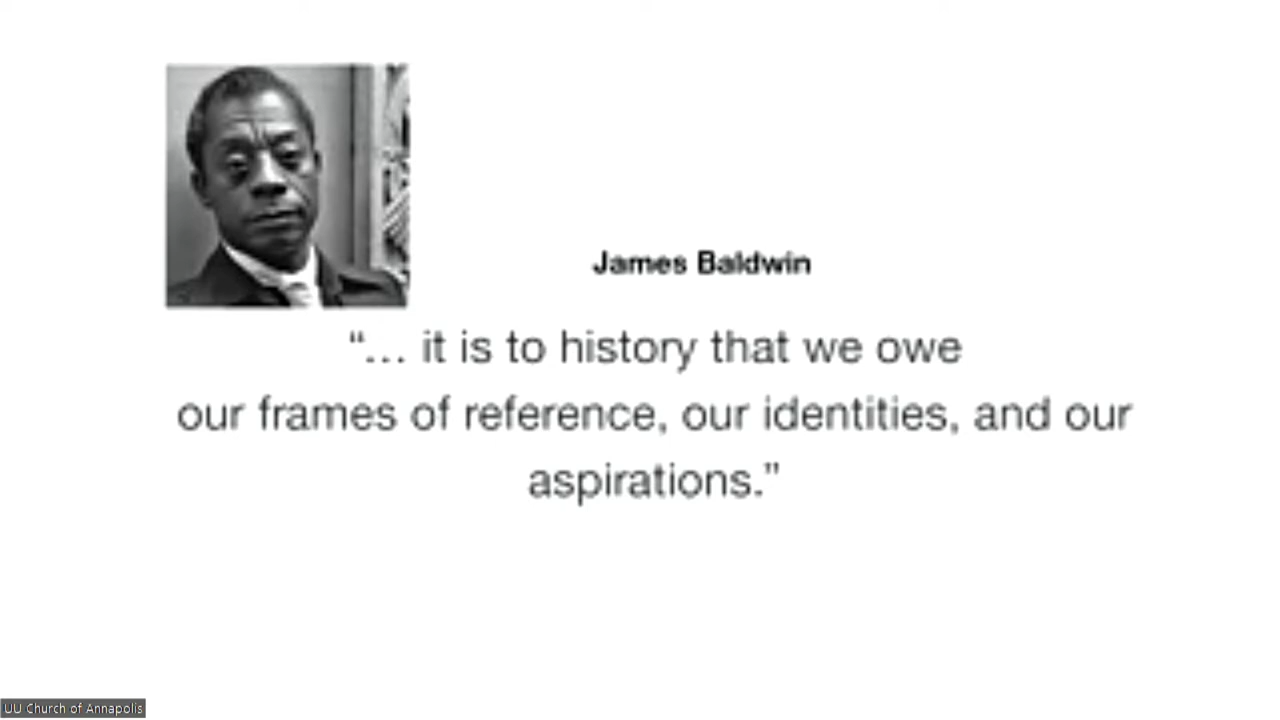 James Baldwin
“... it is to history that we owe
our frames of reference, our identities, and our
aspirations.”
UU Church of Annapolis